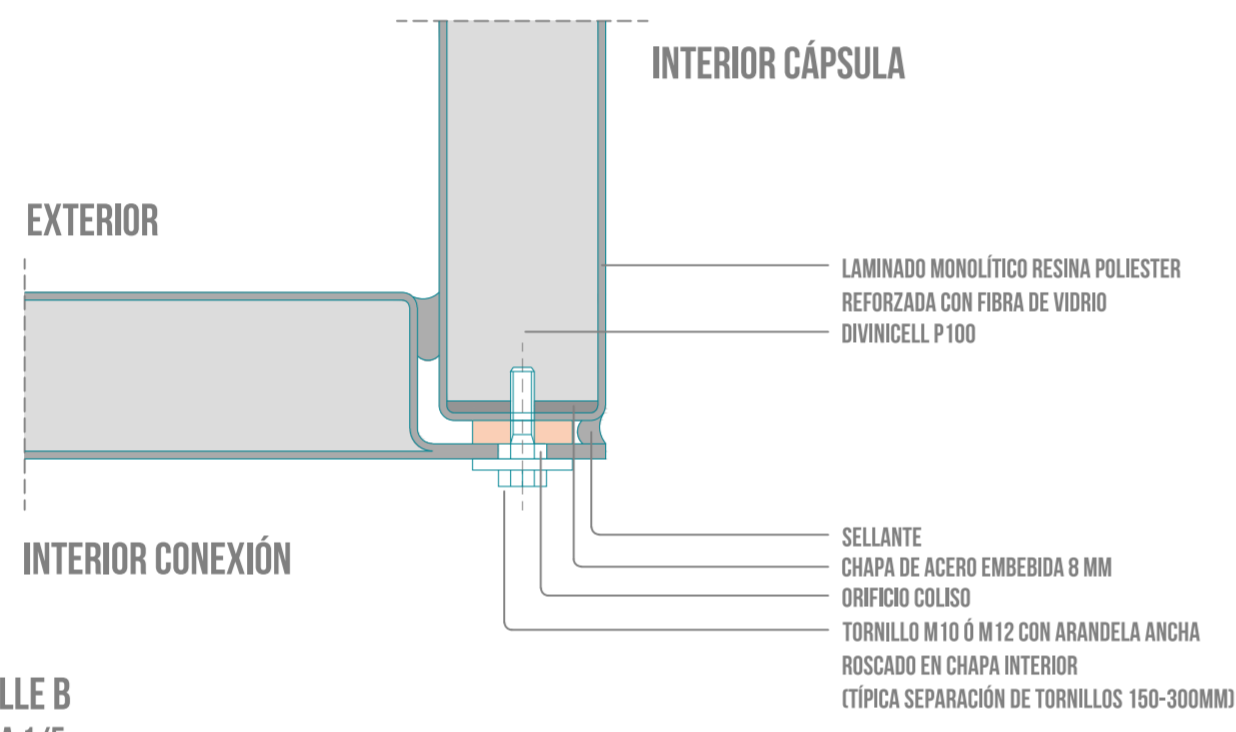 INTERIOR CÁPSULA
EXTERIOR
LAMINADO MONOLÍTICO RESINA POLIESTER
REFORZADA CON FIBRA DE VIDRIO
DIVINICELL P100
INTERIOR CONEXIÓN
SELLANTE
CHAPA DE ACERO EMBEBIDA 8 MM
ORIFICIO COLISO
TORNILLO M10 Ó M12 CON ARANDELA ANCHA
ROSCADO EN CHAPA INTERIOR
(TÍPICA SEPARACIÓN DE TORNILLOS 150-300MM)
LLE B
A 1/5